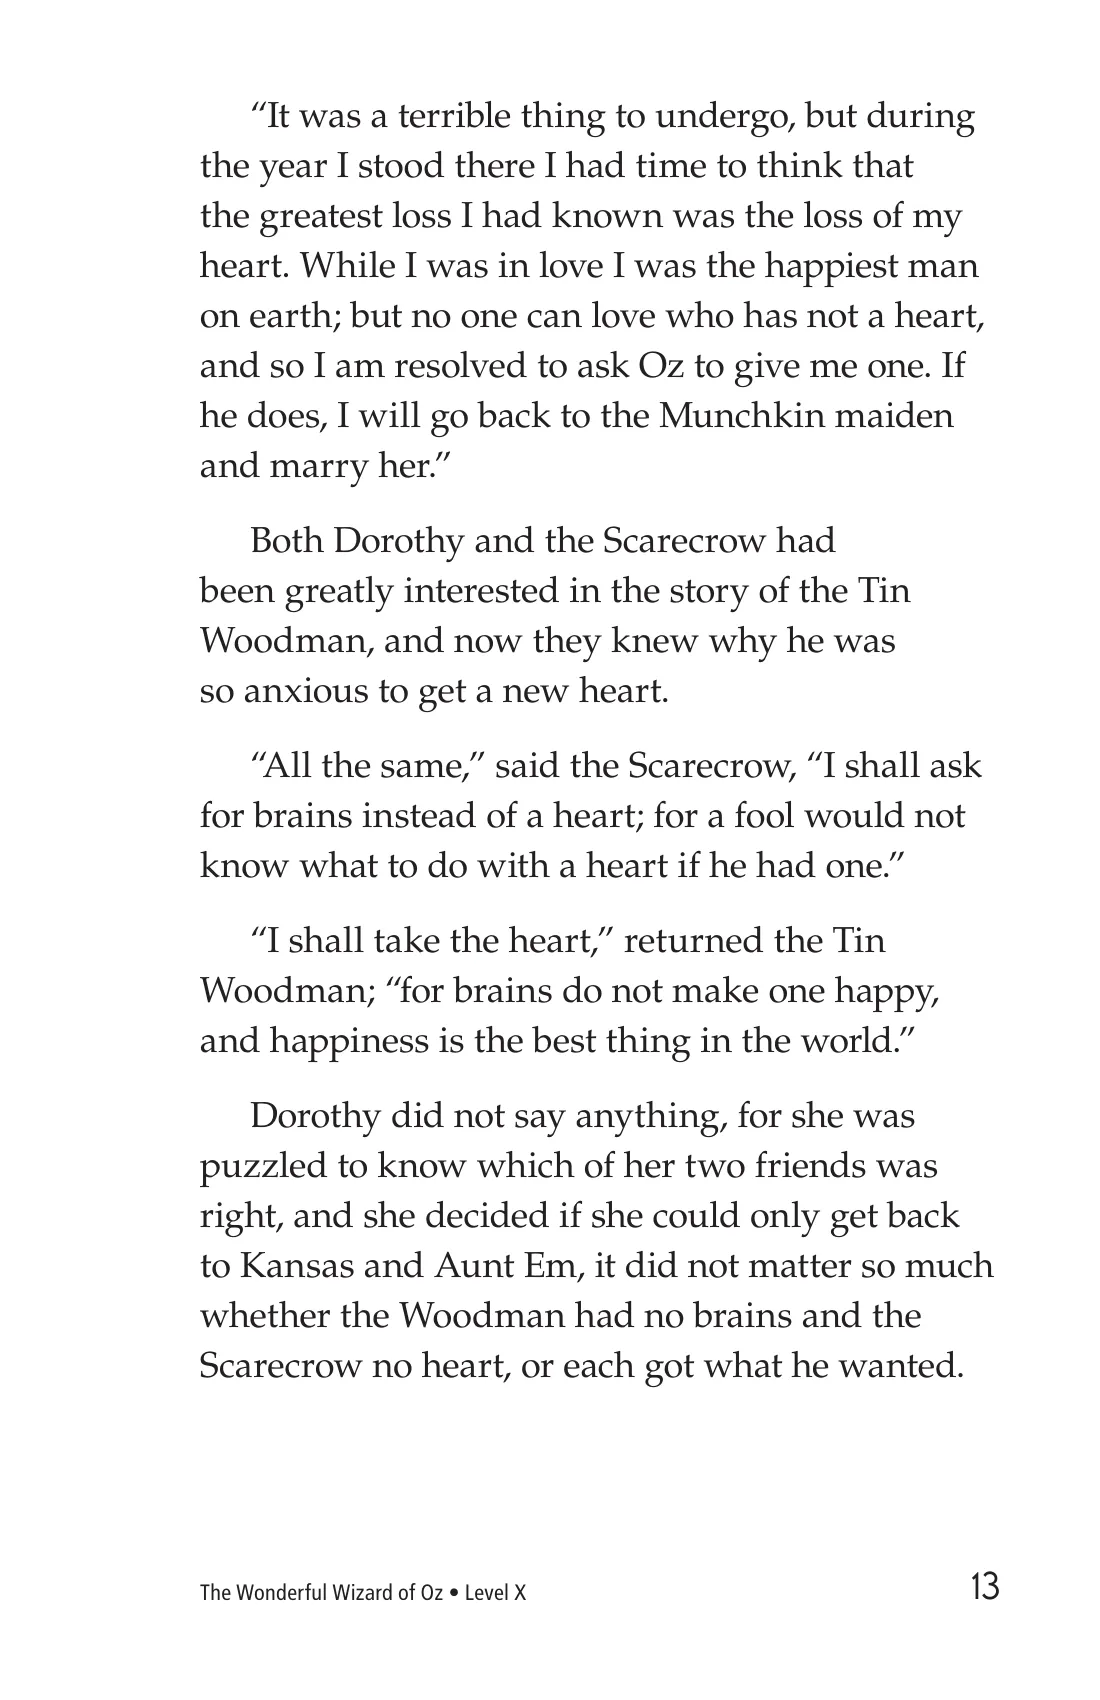 “It was a terrible thing to undergo, but during
the year I stood there I had time to think that
the greatest loss I had known was the loss of my
heart. While I was in love I was the happiest man
on earth; but no one can love who has not a heart,
and so I am resolved to ask Oz to give me one. If
he does, I will go back to the Munchkin maiden
and marry her.”
Both Dorothy and the Scarecrow had
been greatly interested in the story of the Tin
Woodman, and now they knew why he was
so anxious to get a new heart.
“All the same,” said the Scarecrow, “I shall ask
for brains instead of a heart; for a fool would not
know what to do with a heart if he had one.”
“I shall take the heart,” returned the Tin
Woodman; “for brains do not make one happy,
and happiness is the best thing in the world.”
Dorothy did not say anything, for she was
puzzled to know which of her two friends was
right, and she decided if she could only get back
to Kansas and Aunt Em, it did not matter so much
whether the Woodman had no brains and the
Scarecrow no heart, or each got what he wanted.
The Wonderful Wizard of Oz • Level X 13